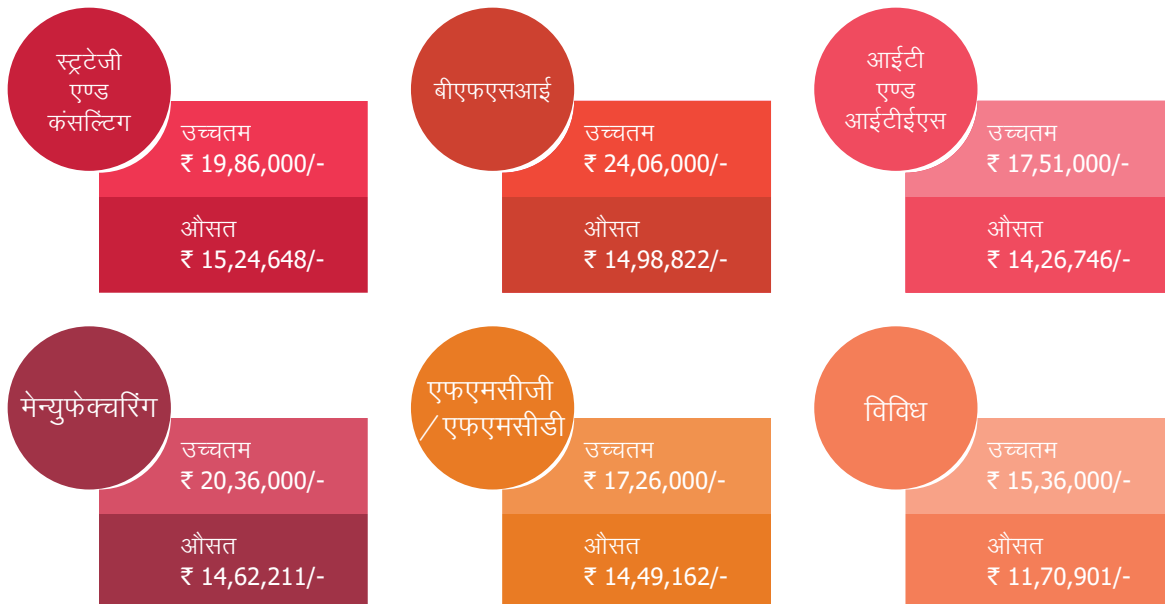 स्ट्रटेजी
एण्ड
कंसल्टिंग
उच्चतम
₹ 19,86,000/-
औसत
₹ 15,24,648/-
बीएफएसआई
उच्चतम
₹ 24,06,000/-
औसत
₹ 14,98,822/-
आईटी
एण्ड
आईटीईएस
उच्चतम
₹ 17,51,000/-
औसत
₹ 14,26,746/-
मेन्युफेक्चरिंग
उच्चतम
₹ 20,36,000/-
औसत
₹ 14,62,211/-
एफएमसीजी
/एफएमसीडी
उच्चतम
₹ 17,26,000/-
औसत
₹ 14,49,162/-
विविध
उच्चतम
₹ 15,36,000/-
औसत
₹ 11,70,901/-